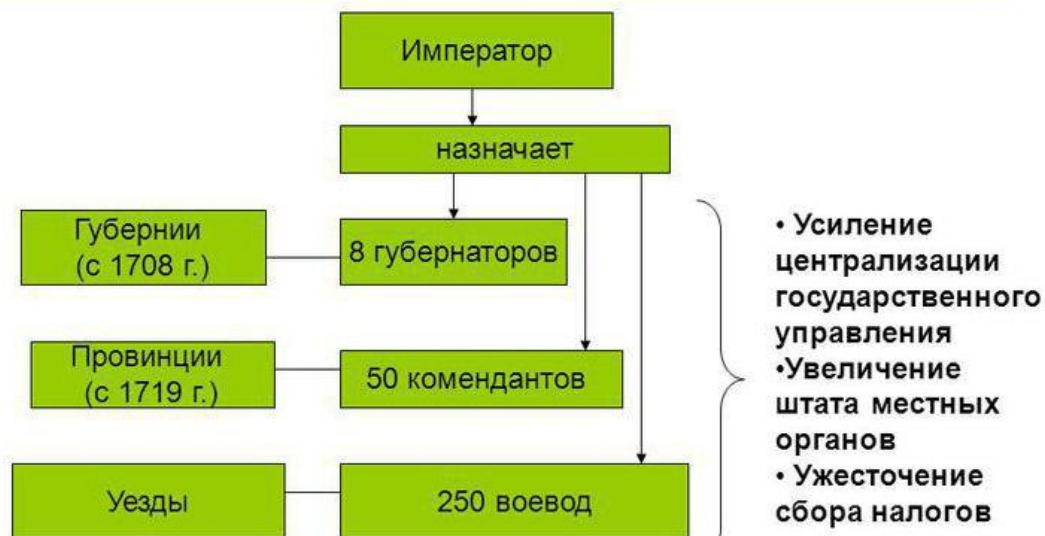 Император
назначает
Губернии
(с 1708 г.)
8 губернаторов
Провинции
(с 1719 г.)
50 комендантов
Уезды
250 воевод
• Усиление
централизации
государственного
управления
•Увеличение
штата местных
органов
• Ужесточение
сбора налогов